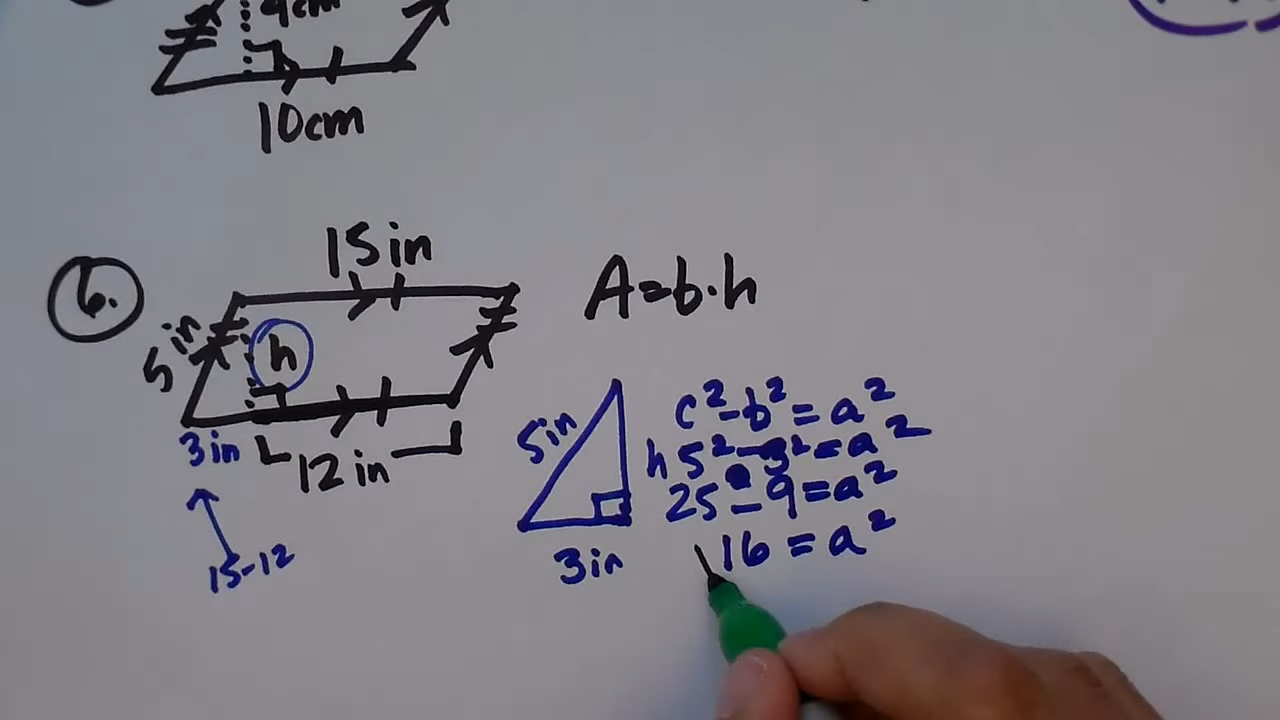 4cm
10cm
6.
15 in
A=b·h
5 in
h
3 in
12 in
15-12
5in
h
3in
c²-b²=a²
5²-3²=a²
25-9=a²
16=a²